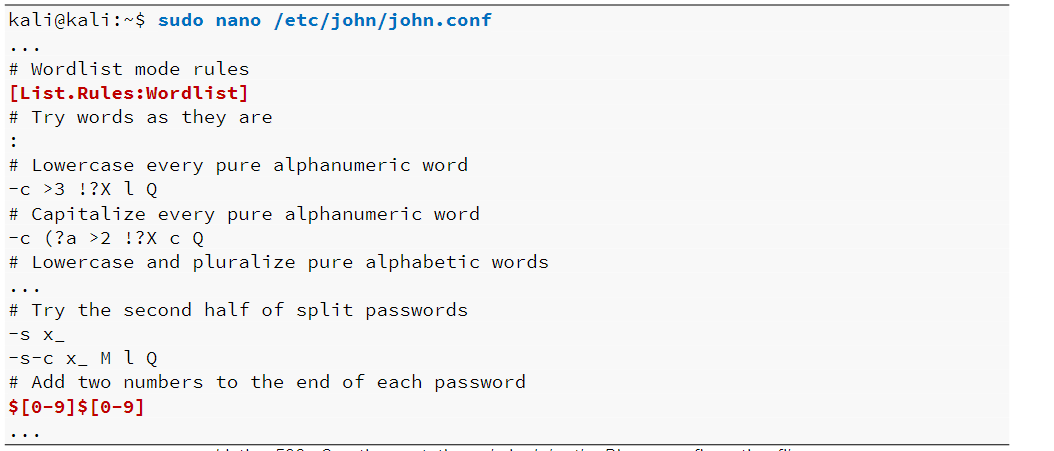 kali@kali:~$ sudo nano /etc/john/john.conf
...
# Wordlist mode rules
[List.Rules:Wordlist]
# Try words as they are
:
# Lowercase every pure alphanumeric word
-c >3 !?X l Q
# Capitalize every pure alphanumeric word
-c (?a >2 !?X c Q
# Lowercase and pluralize pure alphabetic words
...
# Try the second half of split passwords
-s x_
-s-c x_ M l Q
# Add two numbers to the end of each password
$[0-9]$[0-9]
...